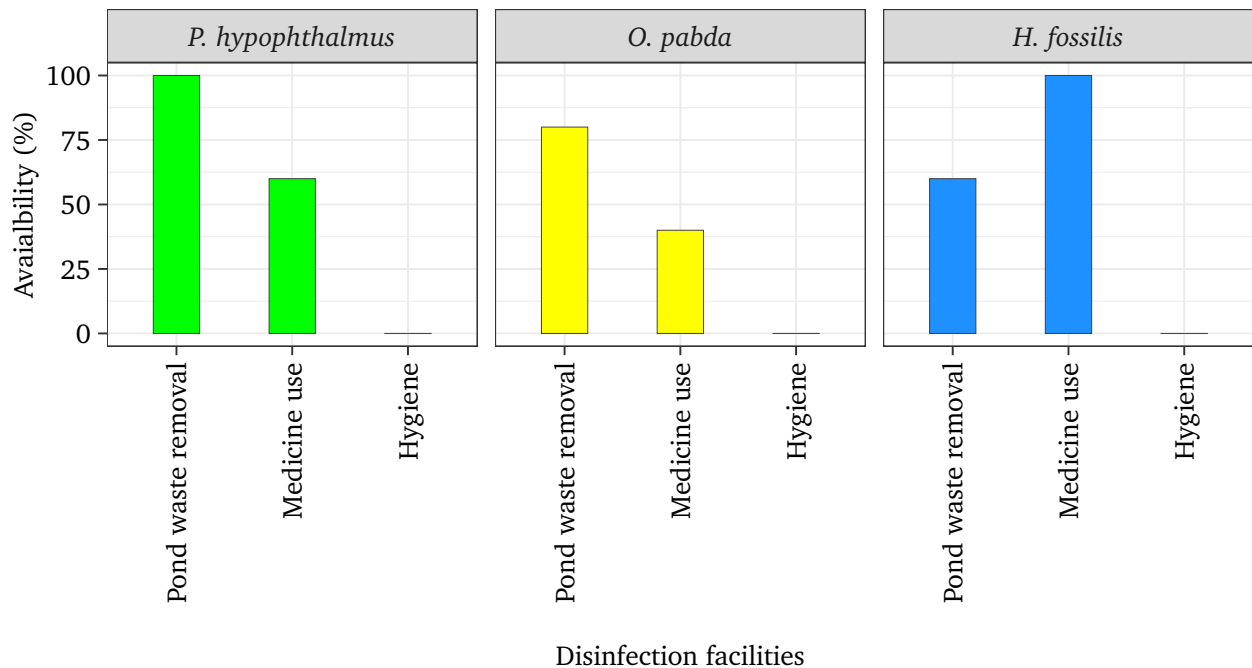 P. hypophthalmus
O. pabda
H. fossilis
Avaialbility (%)
100
75
50
25
0
Pond waste removal
Medicine use
Hygiene
Pond waste removal
Medicine use
Hygiene
Pond waste removal
Medicine use
Hygiene
Disinfection facilities